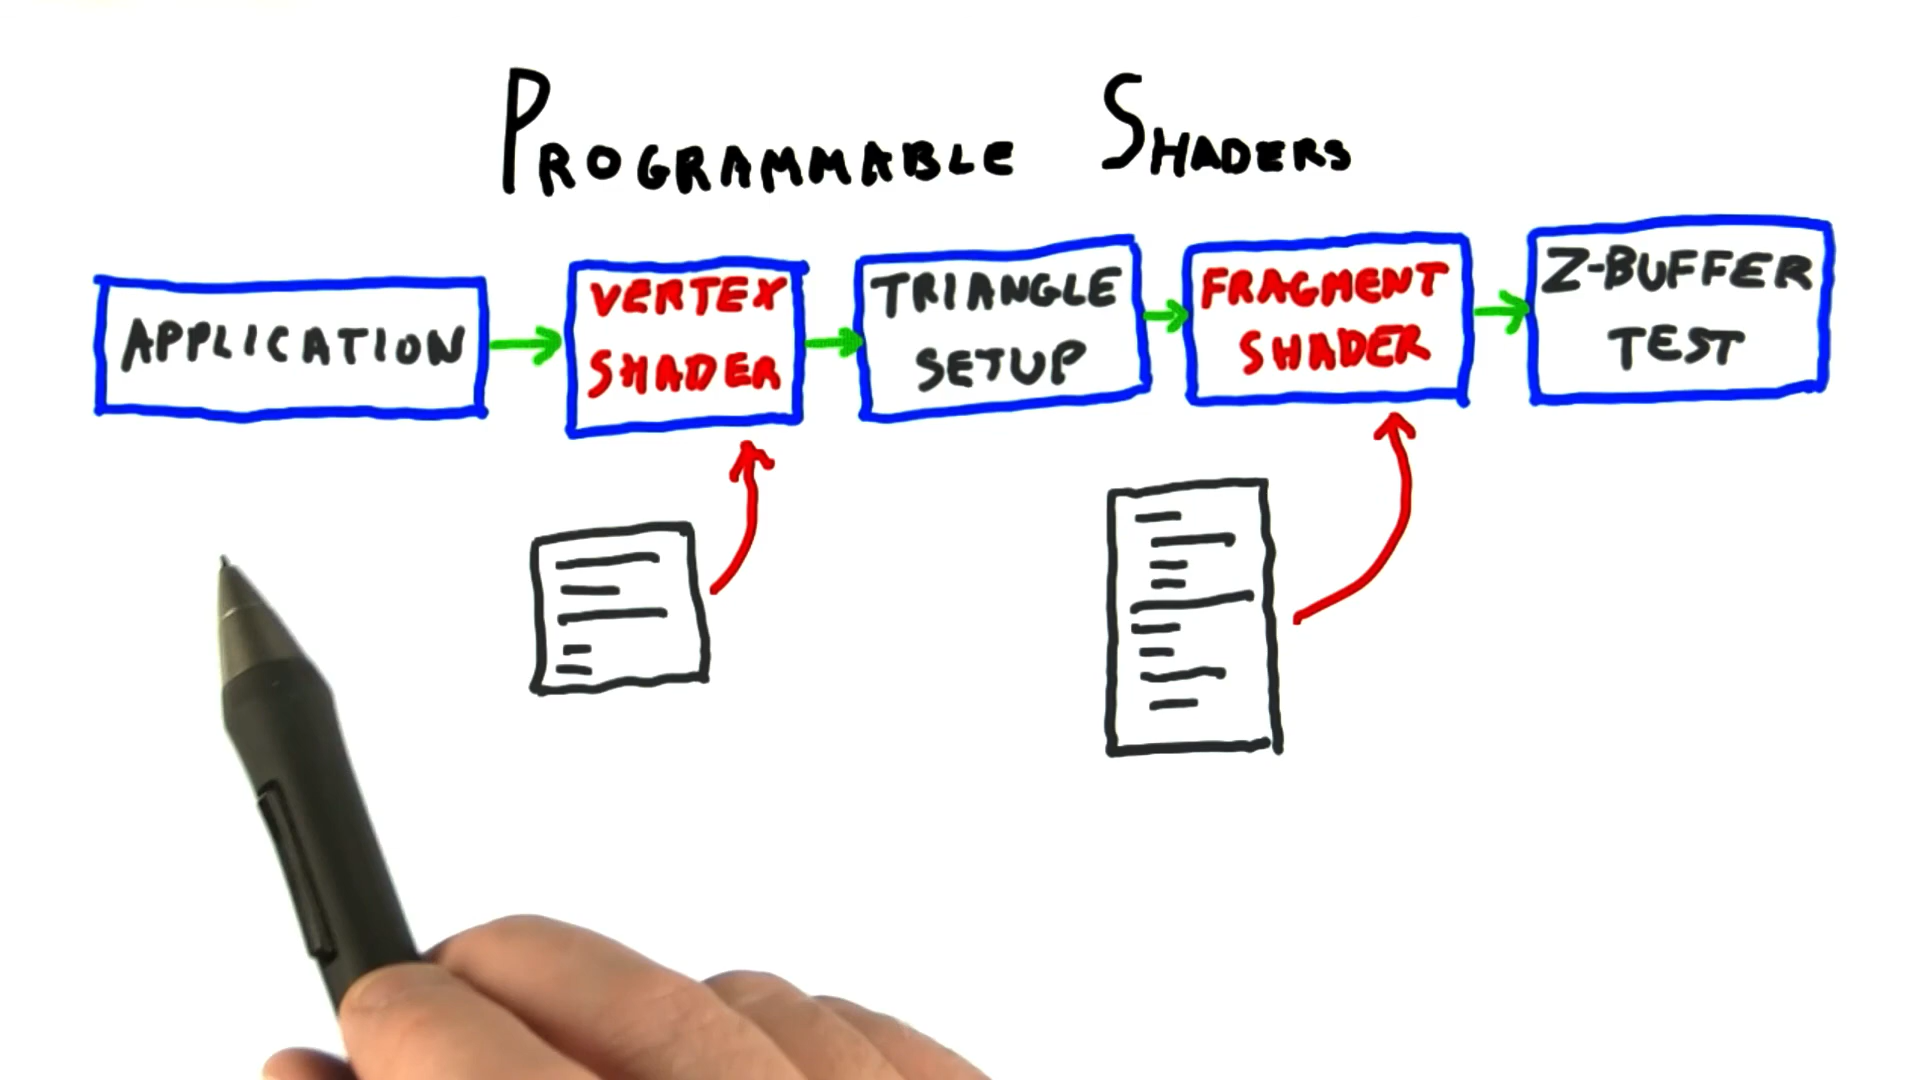 PROGRAMMABLE SHADERS
APPLICATION
VERTEX
SHADER
TRIANGLE
SETUP
FRAGMENT
SHADER
Z-BUFFER
TEST